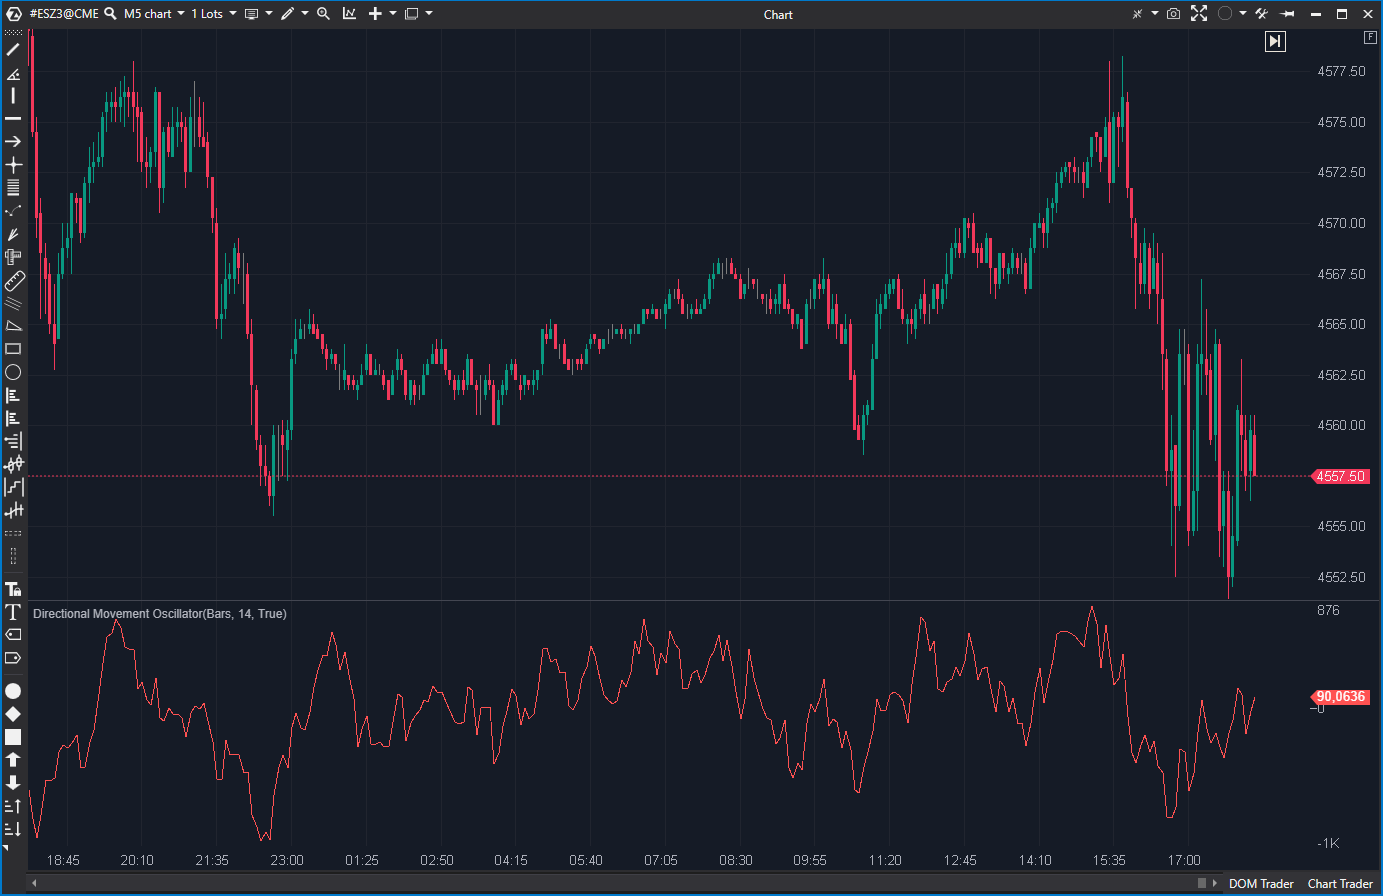 #ESZ3@CME M5 chart 1 Lots Chart
F
4577.50
4575.00
4572.50
4570.00
4567.50
4565.00
4562.50
4560.00
4557.50
4555.00
4552.50
Directional Movement Oscillator(Bars, 14, True)
876
90,0636
0
-1K
18:45 20:10 21:35 23:00 01:25 02:50 04:15 05:40 07:05 08:30 09:55 11:20 12:45 14:10 15:35 17:00
DOM Trader Chart Trader